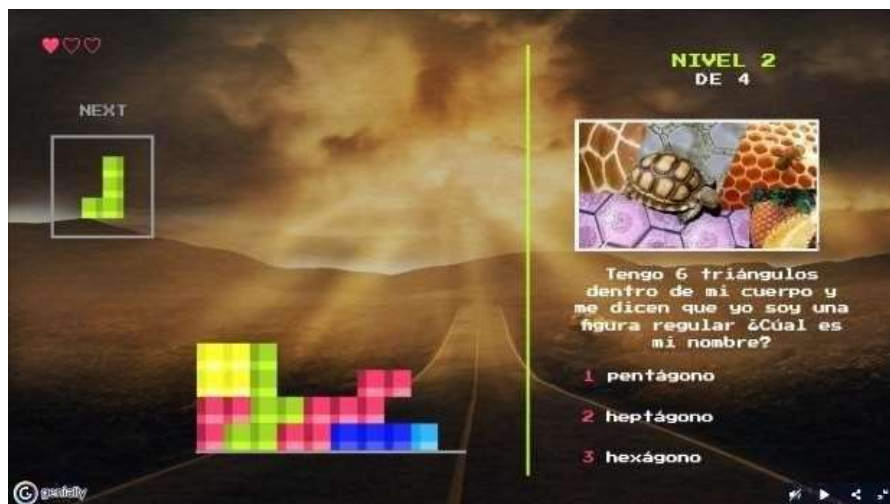 NEXT
NIVEL 2
DE 4
Tengo 6 triángulos
dentro de mi cuerpo y
me dicen que yo soy una
figura regular ¿Cúal es
mi nombre?
1 pentágono
2 heptágono
3 hexágono
genially